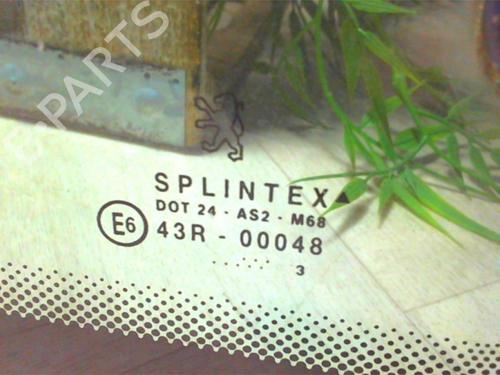 PARTS
SPLINTEX
DOT 24 - AS2 - M68
E6
43R - 00048
3